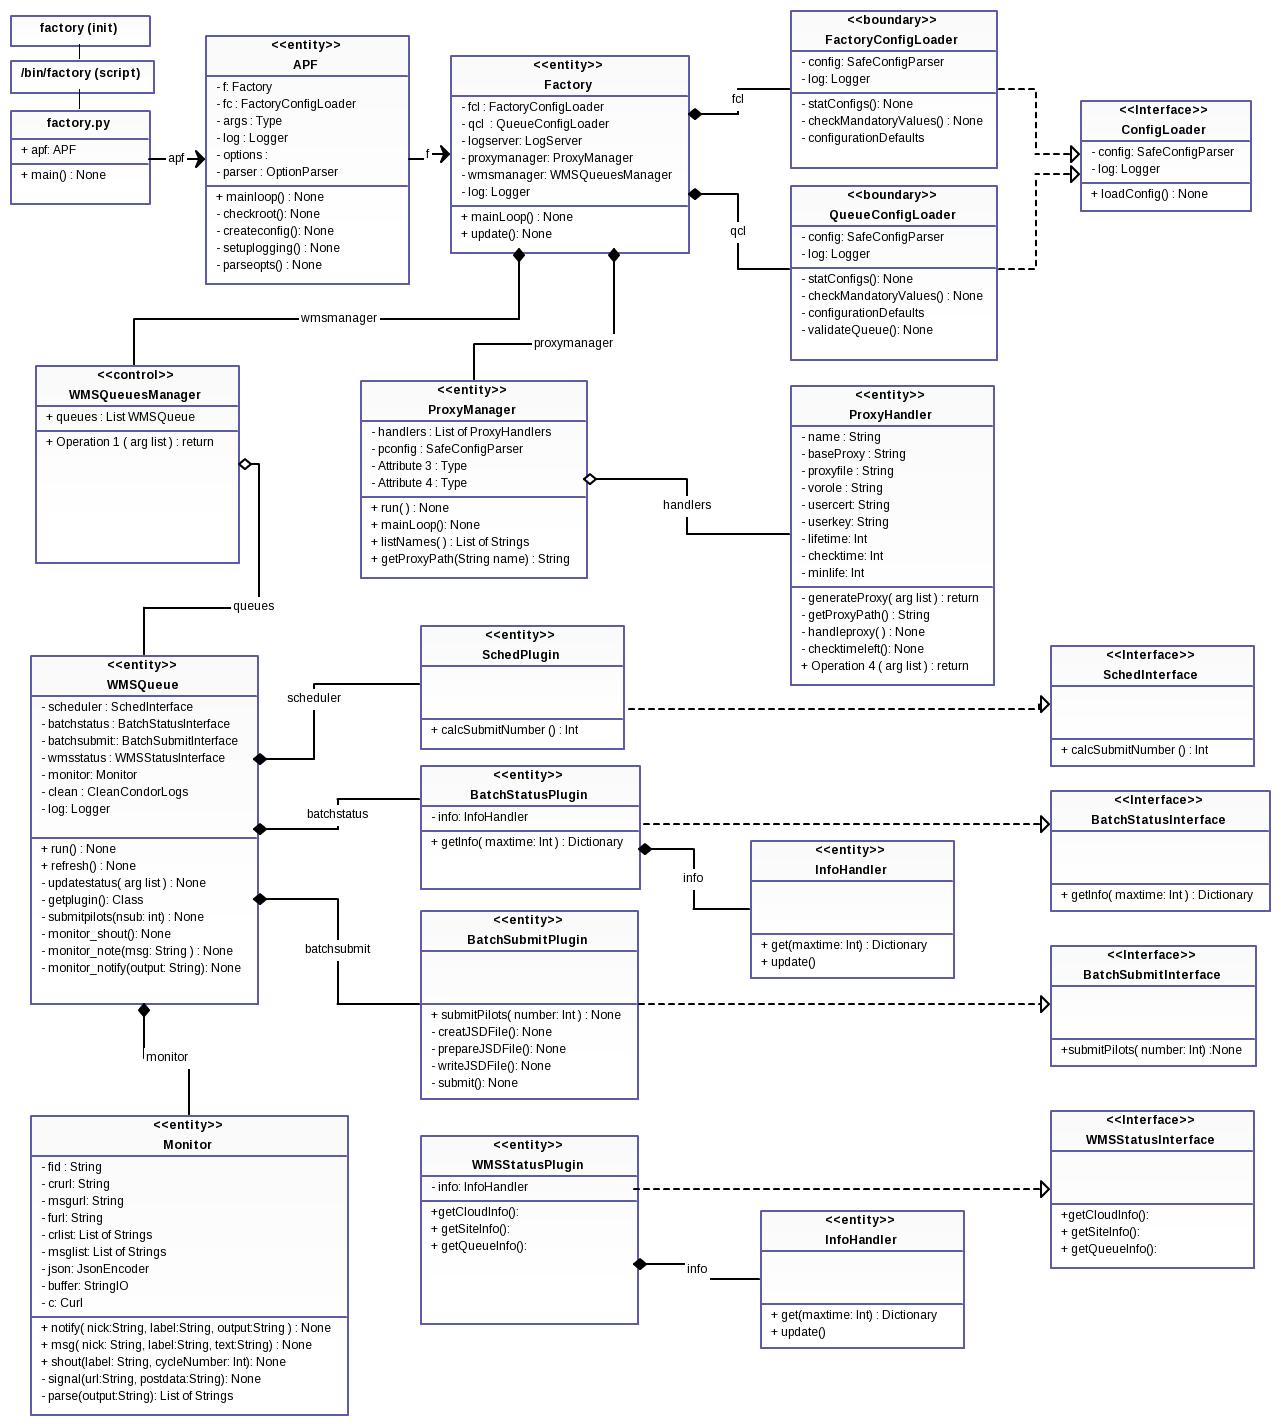 factory (init)
/bin/factory (script)
factory.py
+ apf: APF
+ main() : None
apf
<<entity>>
APF
- f: Factory
- fc : FactoryConfigLoader
- args : Type
- log : Logger
- options :
- parser : OptionParser
+ mainloop() : None
- checkroot(): None
- createconfig(): None
- setuplogging() : None
- parseopts() : None
f
<<entity>>
Factory
- fcl : FactoryConfigLoader
- qcl : QueueConfigLoader
- logserver: LogServer
- proxymanager: ProxyManager
- wmsmanager: WMSQueuesManager
- log: Logger
+ mainLoop() : None
+ update(): None
fcl
qcl
<<boundary>>
FactoryConfigLoader
- config: SafeConfigParser
- log: Logger
- statConfigs(): None
- checkMandatoryValues() : None
- configurationDefaults
<<boundary>>
QueueConfigLoader
- config: SafeConfigParser
- log: Logger
- statConfigs(): None
- checkMandatoryValues() : None
- configurationDefaults
- validateQueue(): None
<<Interface>>
ConfigLoader
- config: SafeConfigParser
- log: Logger
+ loadConfig() : None
wmsmanager
proxymanager
<<control>>
WMSQueuesManager
+ queues : List WMSQueue
+ Operation 1 ( arg list ) : return
queues
<<entity>>
ProxyManager
- handlers : List of ProxyHandlers
- pconfig : SafeConfigParser
- Attribute 3 : Type
- Attribute 4 : Type
+ run( ) : None
+ mainLoop(): None
+ listNames( ) : List of Strings
+ getProxyPath(String name) : String
handlers
<<entity>>
ProxyHandler
- name : String
- baseProxy : String
- proxyfile : String
- vorole : String
- usercert: String
- userkey: String
- lifetime: Int
- checktime: Int
- minlife: Int
- generateProxy( arg list ) : return
- getProxyPath() : String
- handleproxy( ) : None
- checktimeleft(): None
+ Operation 4 ( arg list ) : return
<<entity>>
WMSQueue
- scheduler : SchedInterface
- batchstatus : BatchStatusInterface
- batchsubmit:: BatchSubmitInterface
- wmsstatus : WMSStatusInterface
- monitor: Monitor
- clean : CleanCondorLogs
- log: Logger
+ run() : None
+ refresh() : None
- updatestatus( arg list ) : None
- getplugin(): Class
- submitpilots(nsub: int) : None
- monitor_shout(): None
- monitor_note(msg: String ) : None
- monitor_notify(output: String): None
scheduler
batchstatus
batchsubmit
monitor
<<entity>>
SchedPlugin
+ calcSubmitNumber () : Int
<<Interface>>
SchedInterface
+ calcSubmitNumber () : Int
<<entity>>
BatchStatusPlugin
- info: InfoHandler
+ getInfo( maxtime: Int ) : Dictionary
info
<<entity>>
InfoHandler
+ get(maxtime: Int) : Dictionary
+ update()
<<Interface>>
BatchStatusInterface
+ getInfo( maxtime: Int ) : Dictionary
<<entity>>
BatchSubmitPlugin
+ submitPilots( number: Int ) : None
- creatJSDFile(): None
- prepareJSDFile(): None
- writeJSDFile(): None
- submit(): None
<<Interface>>
BatchSubmitInterface
+submitPilots( number: Int) :None
<<entity>>
Monitor
- fid : String
- crurl: String
- msgurl: String
- furl: String
- crlist: List of Strings
- msglist: List of Strings
- json: JsonEncoder
- buffer: StringIO
- c: Curl
+ notify( nick:String, label:String, output:String ) : None
+ msg( nick: String, label:String, text:String) : None
+ shout(label: String, cycleNumber: Int): None
- signal(url:String, postdata:String): None
- parse(output:String): List of Strings
<<entity>>
WMSStatusPlugin
- info: InfoHandler
+getCloudInfo():
+ getSiteInfo():
+ getQueueInfo():
info
<<entity>>
InfoHandler
+ get(maxtime: Int) : Dictionary
+ update()
<<Interface>>
WMSStatusInterface
+getCloudInfo():
+ getSiteInfo():
+ getQueueInfo():